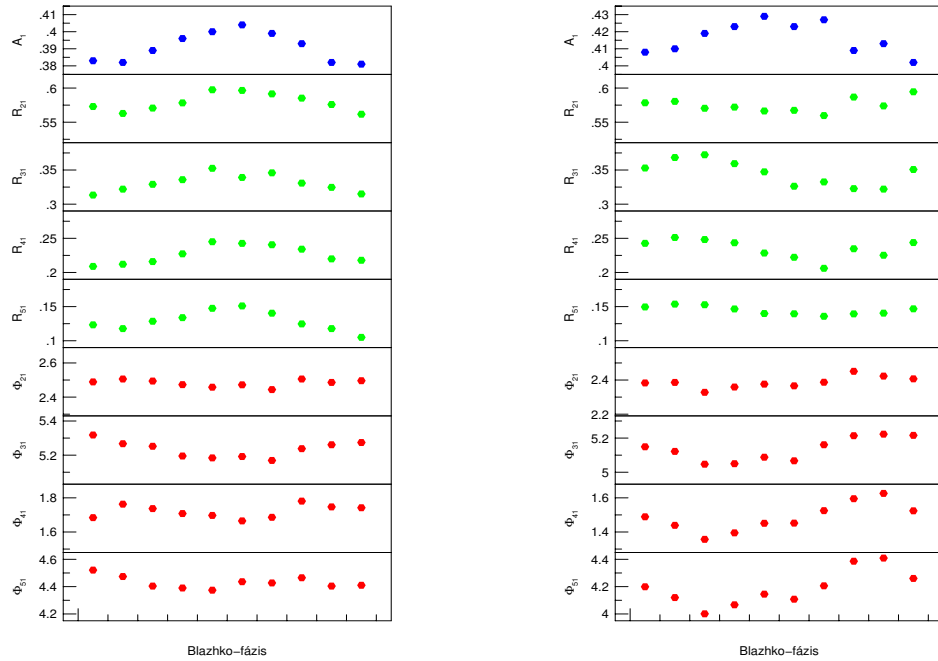 A₁
.41
.4
.39
.38
R₂₁
.6
.55
R₃₁
.35
.3
R₄₁
.25
.2
R₅₁
.15
.1
Φ₂₁
2.6
2.4
Φ₃₁
5.4
5.2
Φ₄₁
1.8
1.6
Φ₅₁
4.6
4.4
4.2
Blazhko−fázis
A₁
.43
.42
.41
.4
R₂₁
.6
.55
R₃₁
.35
.3
R₄₁
.25
.2
R₅₁
.15
.1
Φ₂₁
2.4
2.2
Φ₃₁
5.2
5
Φ₄₁
1.6
1.4
Φ₅₁
4.4
4.2
4
Blazhko−fázis